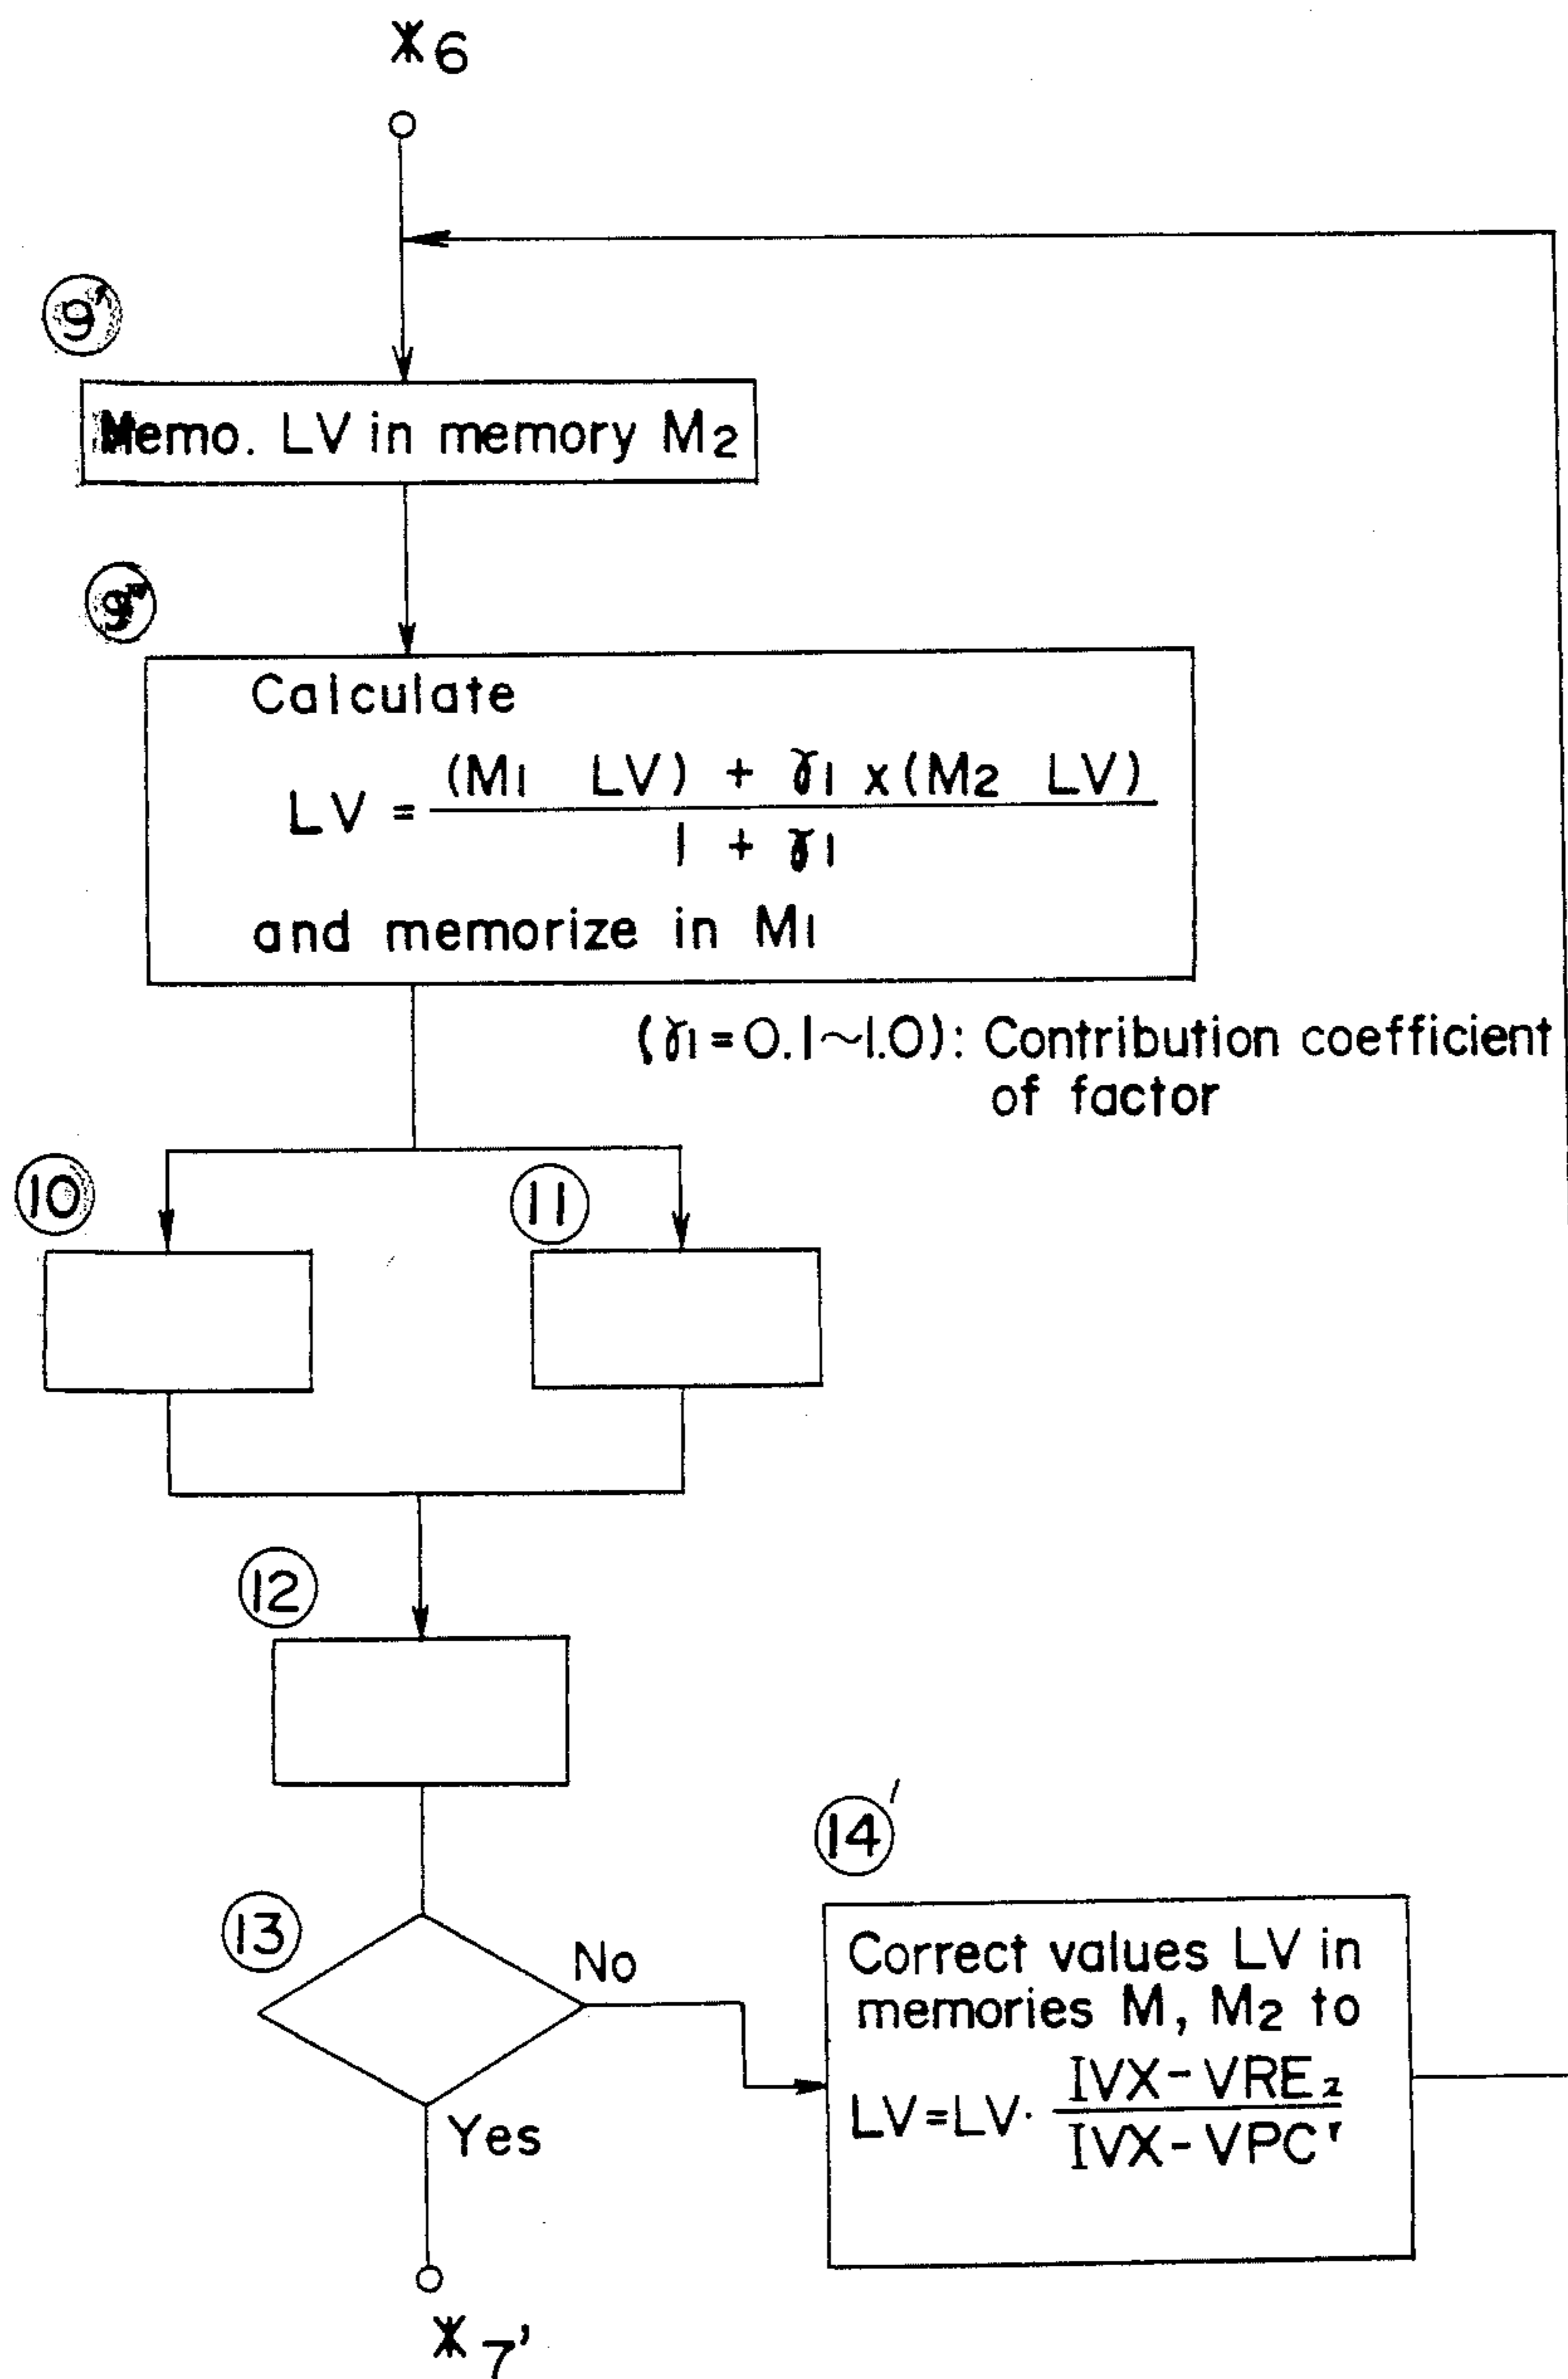 *6
9'
Memo. LV in memory M2
9"
Calculate
LV = (M1 LV) + γ1 x (M2 LV)
1 + γ1
and memorize in M1
(γ1 = 0.1~1.0): Contribution coefficient
of factor
10
11
12
13
No
Yes
14'
Correct values LV in
memories M, M2 to
LV = LV · IVX - VRE2
IVX - VPC'
*7'